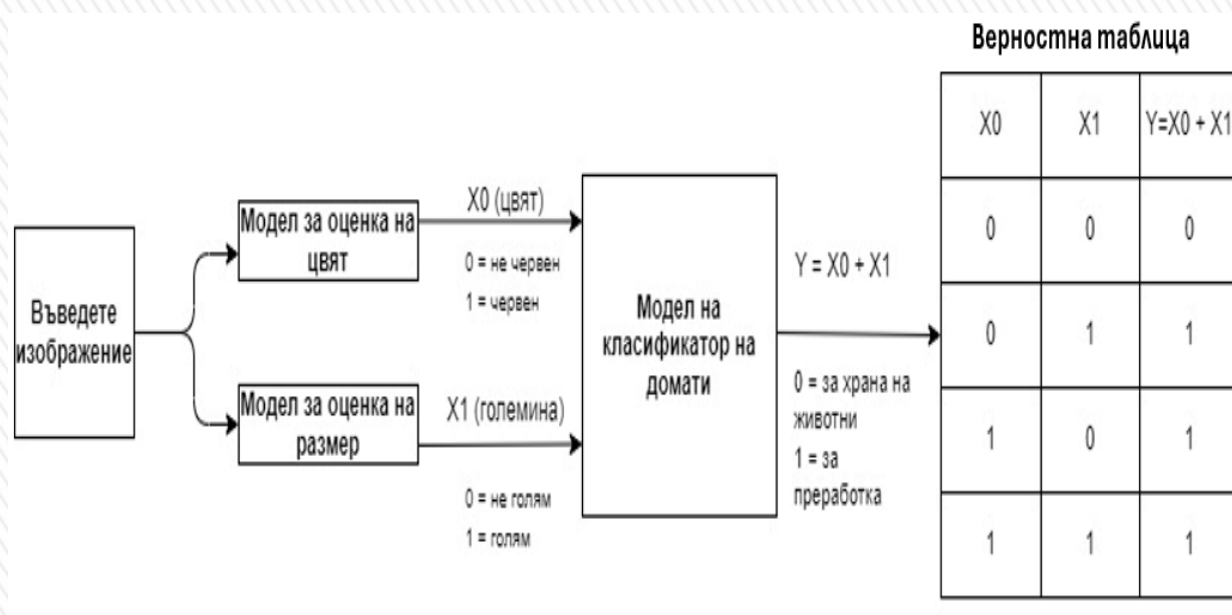 Въведете
изображение
Модел за оценка на
цвят
Модел за оценка на
размер
X0 (цвят)
0 = не червен
1 = червен
X1 (големина)
0 = не голям
1 = голям
Модел на
класификатор на
домати
Y = X0 + X1
0 = за храна на
животни
1 = за
преработка
Верностна таблица
X0 X1 Y=X0 + X1
0 0 0
0 1 1
1 0 1
1 1 1